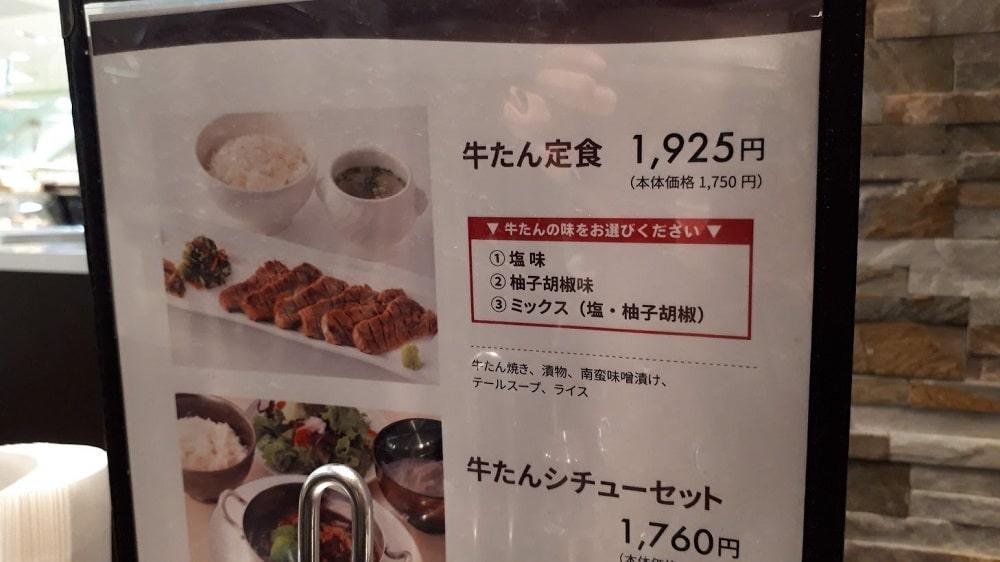 牛たん定食 1,925円
(本体価格 1,750 円)
▼ 牛たんの味をお選びください ▼
① 塩味
② 柚子胡椒味
③ ミックス（塩・柚子胡椒）
牛たん焼き、漬物、南蛮味噌漬け、
テールスープ、ライス
牛たんシチューセット
1,760円
(本体価格